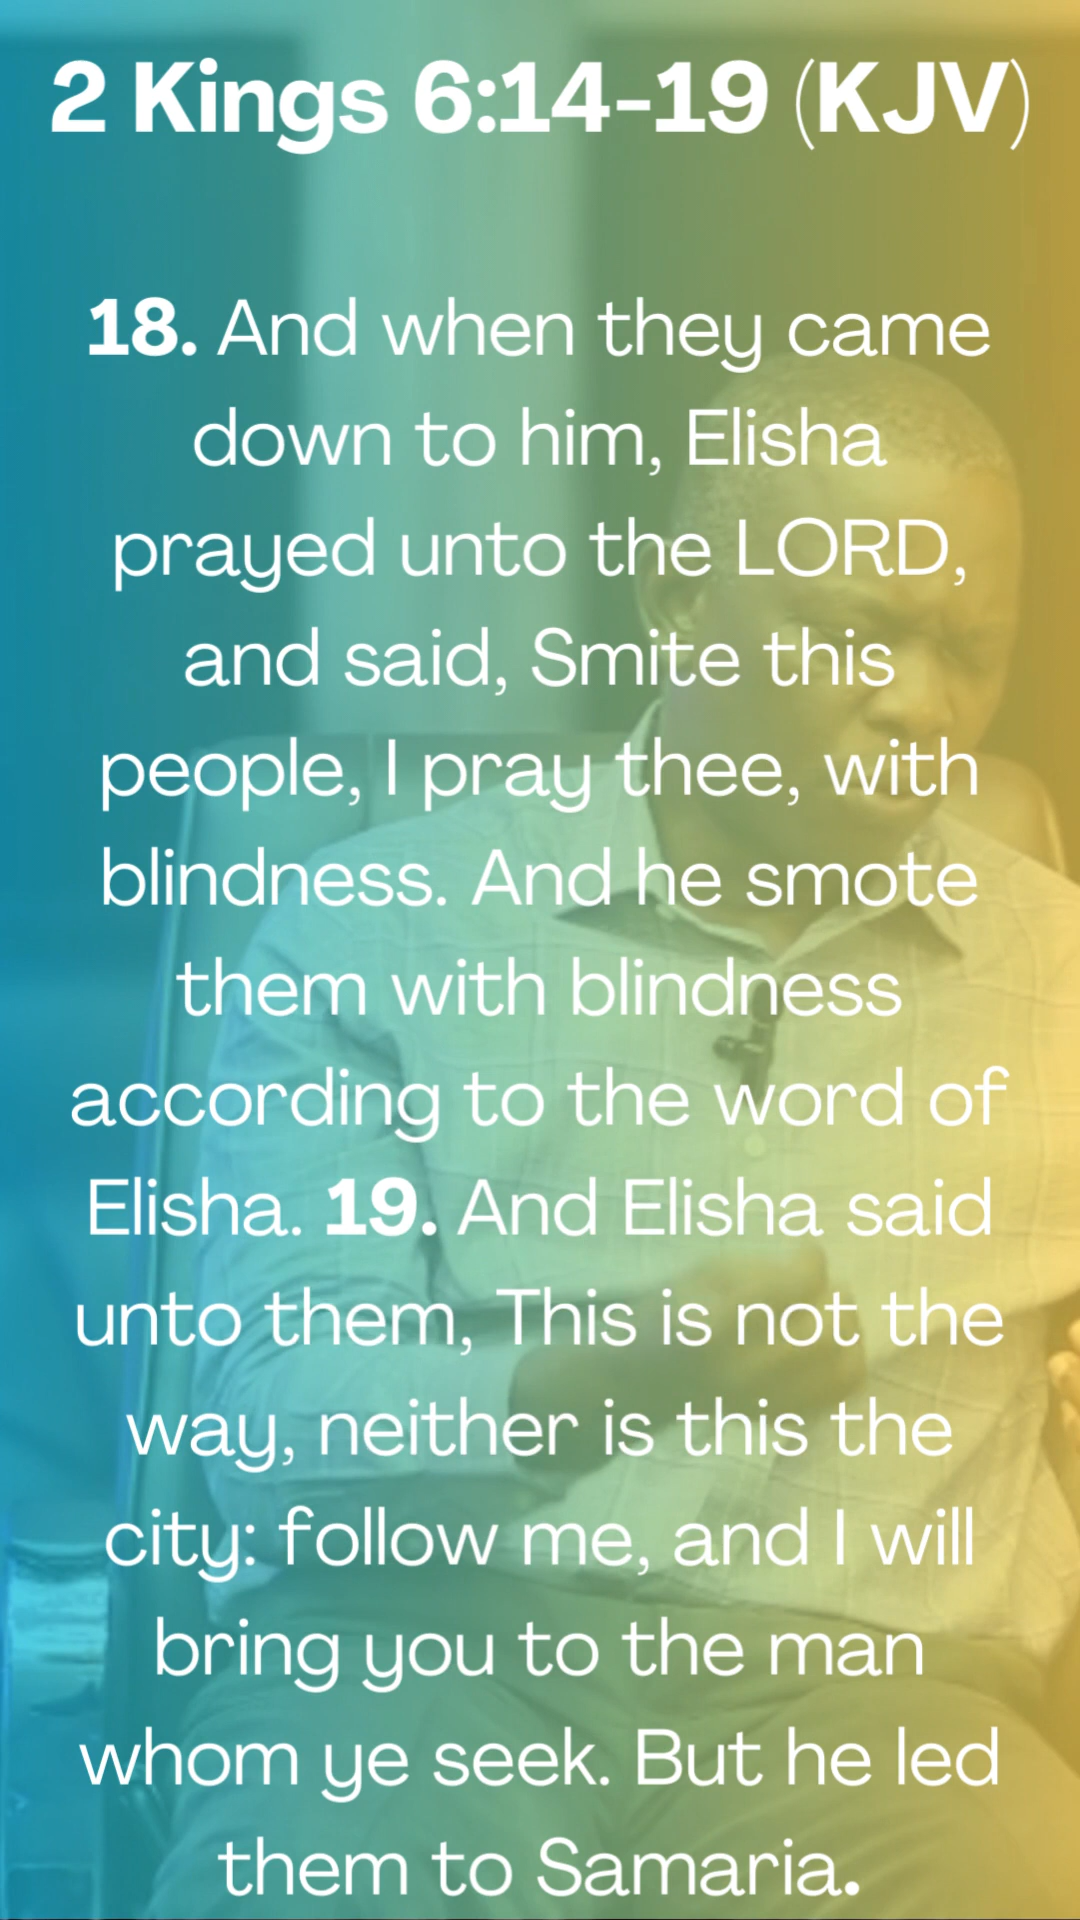 2 Kings 6:14-19 (KJV)
18. And when they came
down to him, Elisha
prayed unto the LORD,
and said, Smite this
people, I pray thee, with
blindness. And he smote
them with blindness
according to the word of
Elisha. 19. And Elisha said
unto them, This is not the
way, neither is this the
city: follow me, and I will
bring you to the man
whom ye seek. But he led
them to Samaria.